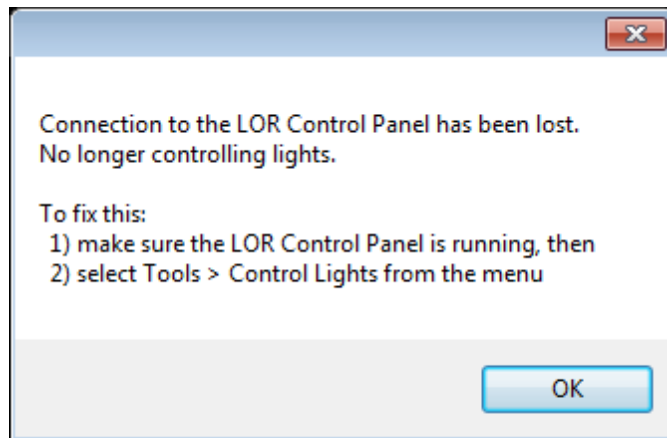 Connection to the LOR Control Panel has been lost.
No longer controlling lights.
To fix this:
1) make sure the LOR Control Panel is running, then
2) select Tools > Control Lights from the menu
OK